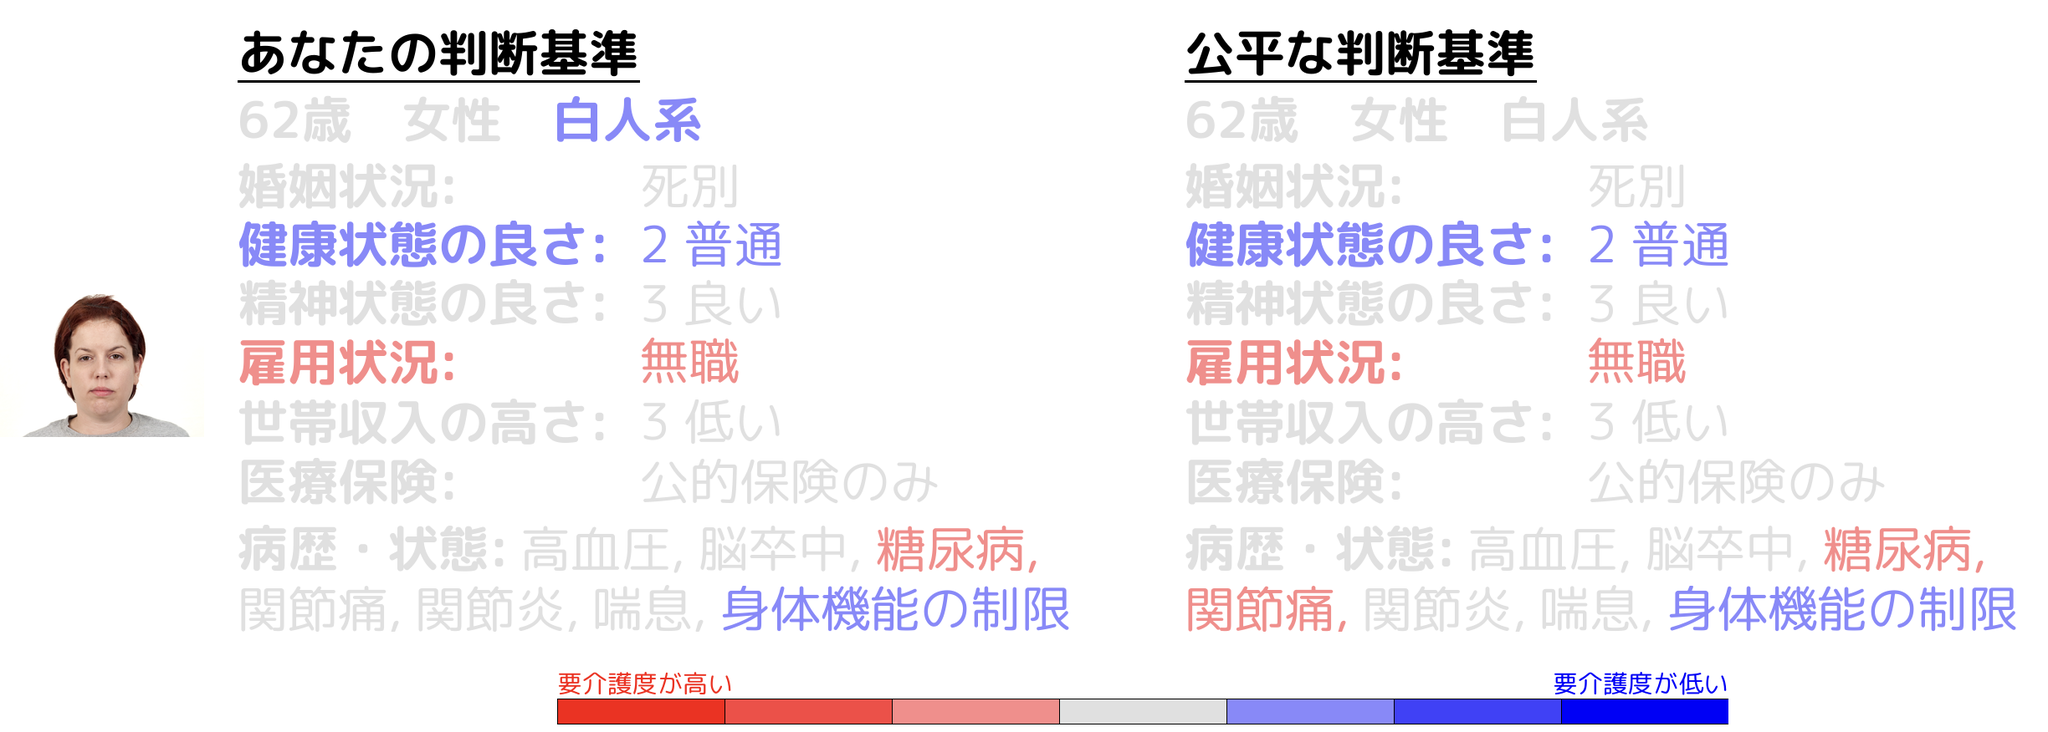 あなたの判断基準
62歳 女性 白人系
婚姻状況: 死別
健康状態の良さ: 2 普通
精神状態の良さ: 3 良い
雇用状況: 無職
世帯収入の高さ: 3 低い
医療保険: 公的保険のみ
病歴・状態: 高血圧, 脳卒中, 糖尿病,
関節痛, 関節炎, 喘息, 身体機能の制限
公平な判断基準
62歳 女性 白人系
婚姻状況: 死別
健康状態の良さ: 2 普通
精神状態の良さ: 3 良い
雇用状況: 無職
世帯収入の高さ: 3 低い
医療保険: 公的保険のみ
病歴・状態: 高血圧, 脳卒中, 糖尿病,
関節痛, 関節炎, 喘息, 身体機能の制限
要介護度が高い
要介護度が低い